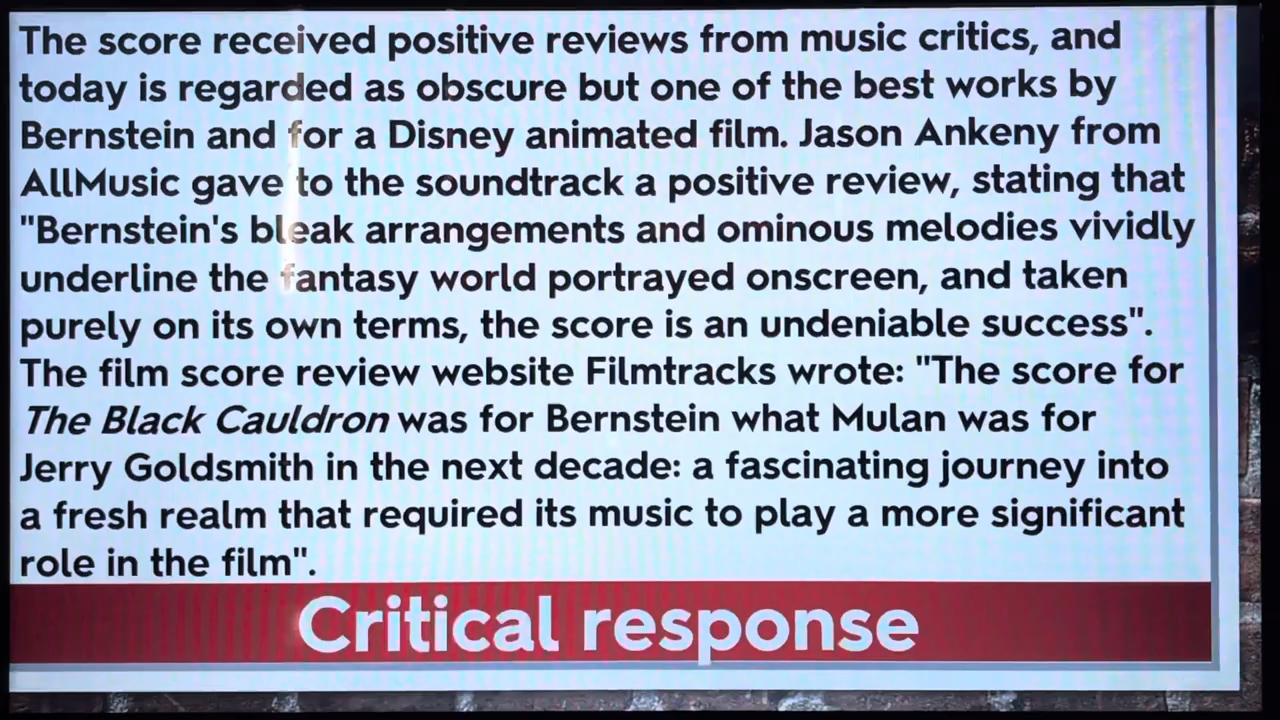 The score received positive reviews from music critics, and
today is regarded as obscure but one of the best works by
Bernstein and for a Disney animated film. Jason Ankeny from
AllMusic gave to the soundtrack a positive review, stating that
"Bernstein's bleak arrangements and ominous melodies vividly
underline the fantasy world portrayed onscreen, and taken
purely on its own terms, the score is an undeniable success".
The film score review website Filmtracks wrote: "The score for
The Black Cauldron was for Bernstein what Mulan was for
Jerry Goldsmith in the next decade: a fascinating journey into
a fresh realm that required its music to play a more significant
role in the film".
Critical response